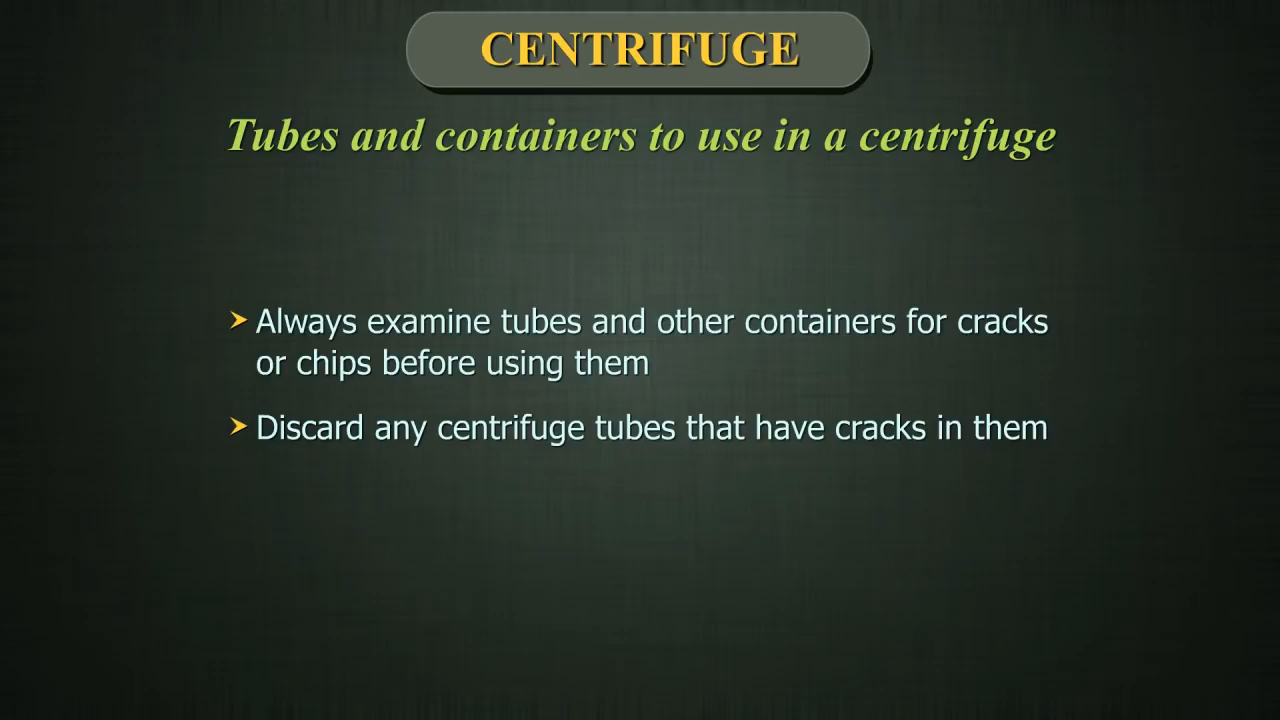 CENTRIFUGE
Tubes and containers to use in a centrifuge
➤ Always examine tubes and other containers for cracks
or chips before using them
➤ Discard any centrifuge tubes that have cracks in them